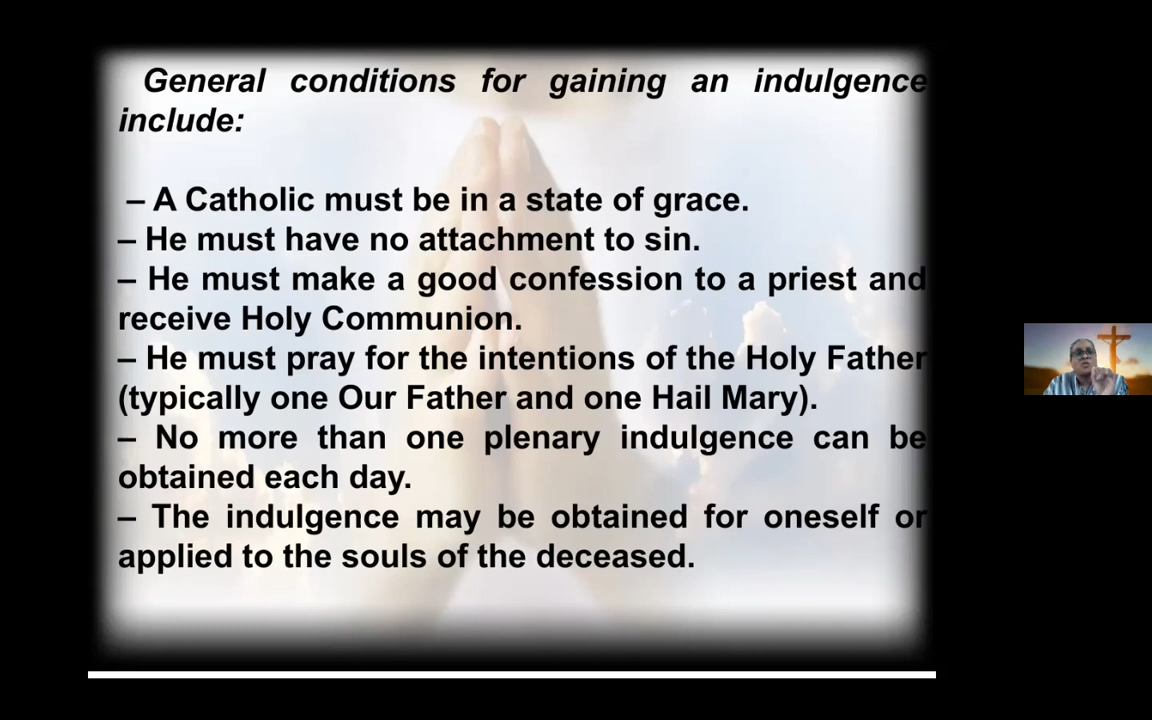 General conditions for gaining an indulgence
include:
– A Catholic must be in a state of grace.
– He must have no attachment to sin.
– He must make a good confession to a priest and
receive Holy Communion.
– He must pray for the intentions of the Holy Father
(typically one Our Father and one Hail Mary).
– No more than one plenary indulgence can be
obtained each day.
– The indulgence may be obtained for oneself or
applied to the souls of the deceased.